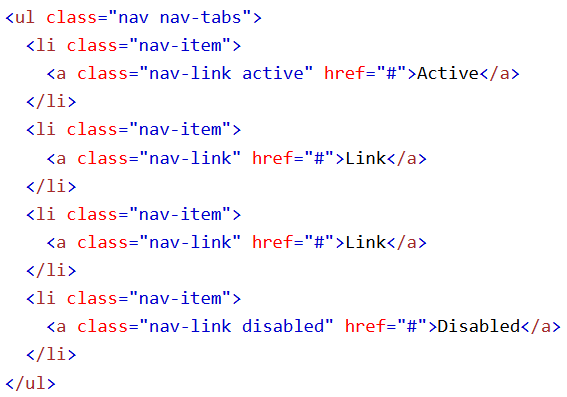 <ul class="nav nav-tabs">
  <li class="nav-item">
    <a class="nav-link active" href="#">Active</a>
  </li>
  <li class="nav-item">
    <a class="nav-link" href="#">Link</a>
  </li>
  <li class="nav-item">
    <a class="nav-link" href="#">Link</a>
  </li>
  <li class="nav-item">
    <a class="nav-link disabled" href="#">Disabled</a>
  </li>
</ul>